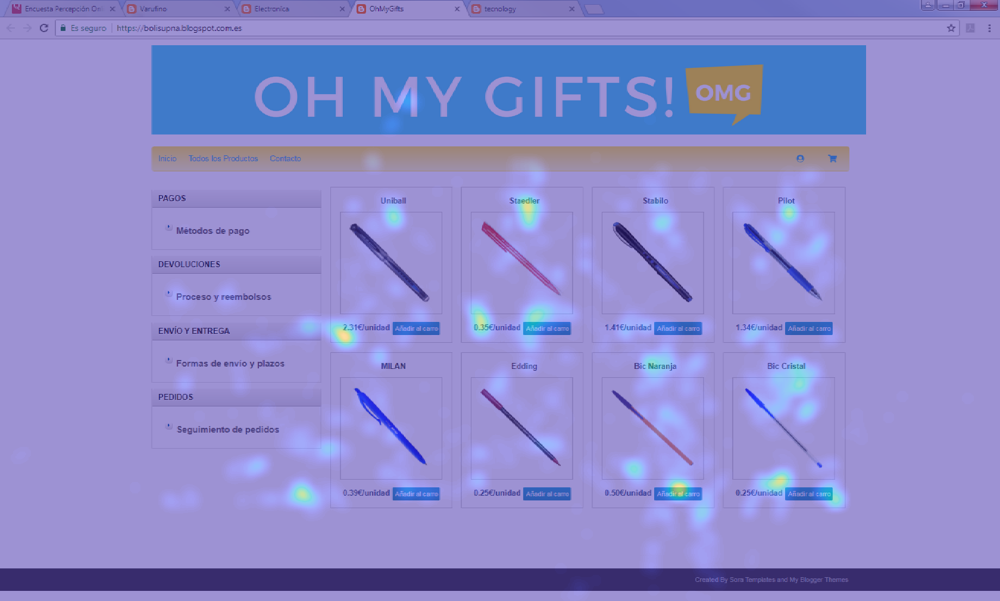 Encuesta Percepción Onl
Varufino
Electronica
OhMyGifts
tecnology
Es seguro
https://bolisupna.blogspot.com.es
OH MY GIFTS!
OMG
Inicio Todos los Productos Contacto
PAGOS
Métodos de pago
DEVOLUCIONES
Proceso y reembolsos
ENVÍO Y ENTREGA
Formas de envío y plazos
PEDIDOS
Seguimiento de pedidos
Uniball
2.31€/unidad Añadir al carro
Staedler
0.35€/unidad Añadir al carro
Stabilo
1.41€/unidad Añadir al carro
Pilot
1.34€/unidad Añadir al carro
MILAN
0.39€/unidad Añadir al carro
Edding
0.25€/unidad Añadir al carro
Bic Naranja
0.50€/unidad Añadir al carro
Bic Cristal
0.25€/unidad Añadir al carro
Created By Sora Templates and My Blogger Themes